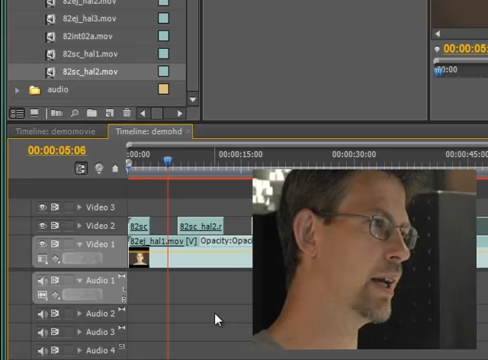 82ej_hal2.mov
82ej_hal3.mov
82int02a.mov
82sc_hal1.mov
82sc_hal2.mov
audio
00:00:05:
00:00
Timeline: demomovie
Timeline: demohd ×
00:00:05:06
:00:00
00:00:15:00
00:00:30:00
00:00:45:00
Video 3
Video 2
82sc
82sc_hal2.r
Video 1
82ej_hal1.mov [V]
Opacity:Opac
Audio 1
L
R
Audio 2
Audio 3
Audio 4
5.1